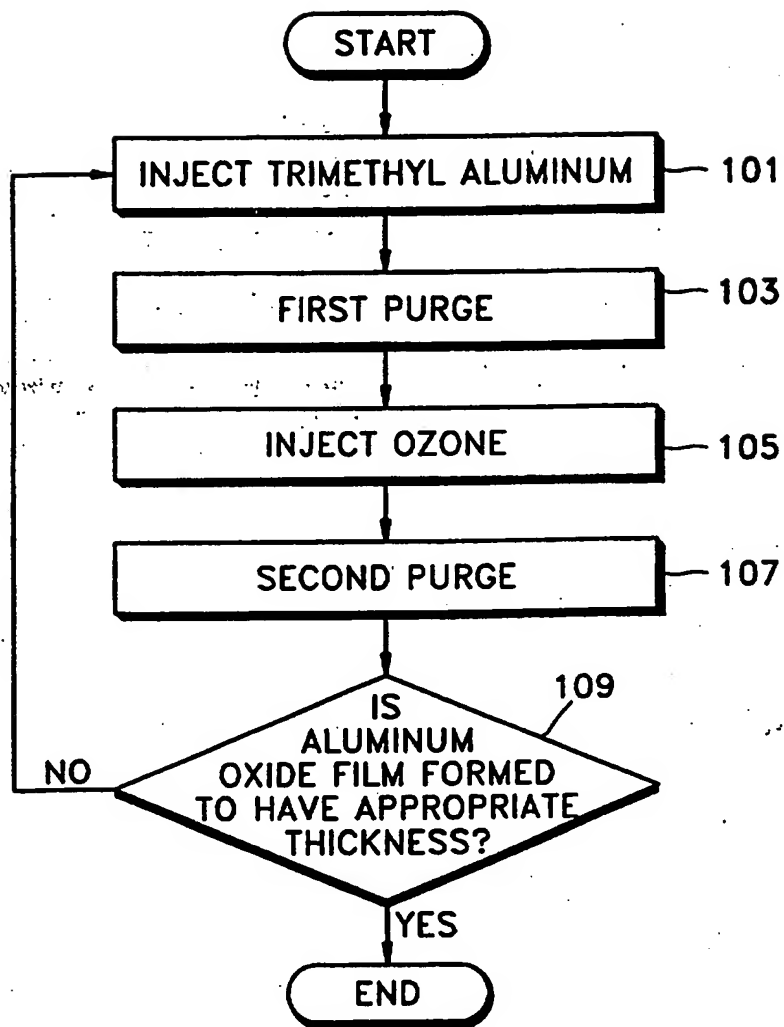 START
INJECT TRIMETHYL ALUMINUM
101
FIRST PURGE
103
INJECT OZONE
105
SECOND PURGE
107
109
IS
ALUMINUM
OXIDE FILM FORMED
TO HAVE APPROPRIATE
THICKNESS?
NO
YES
END